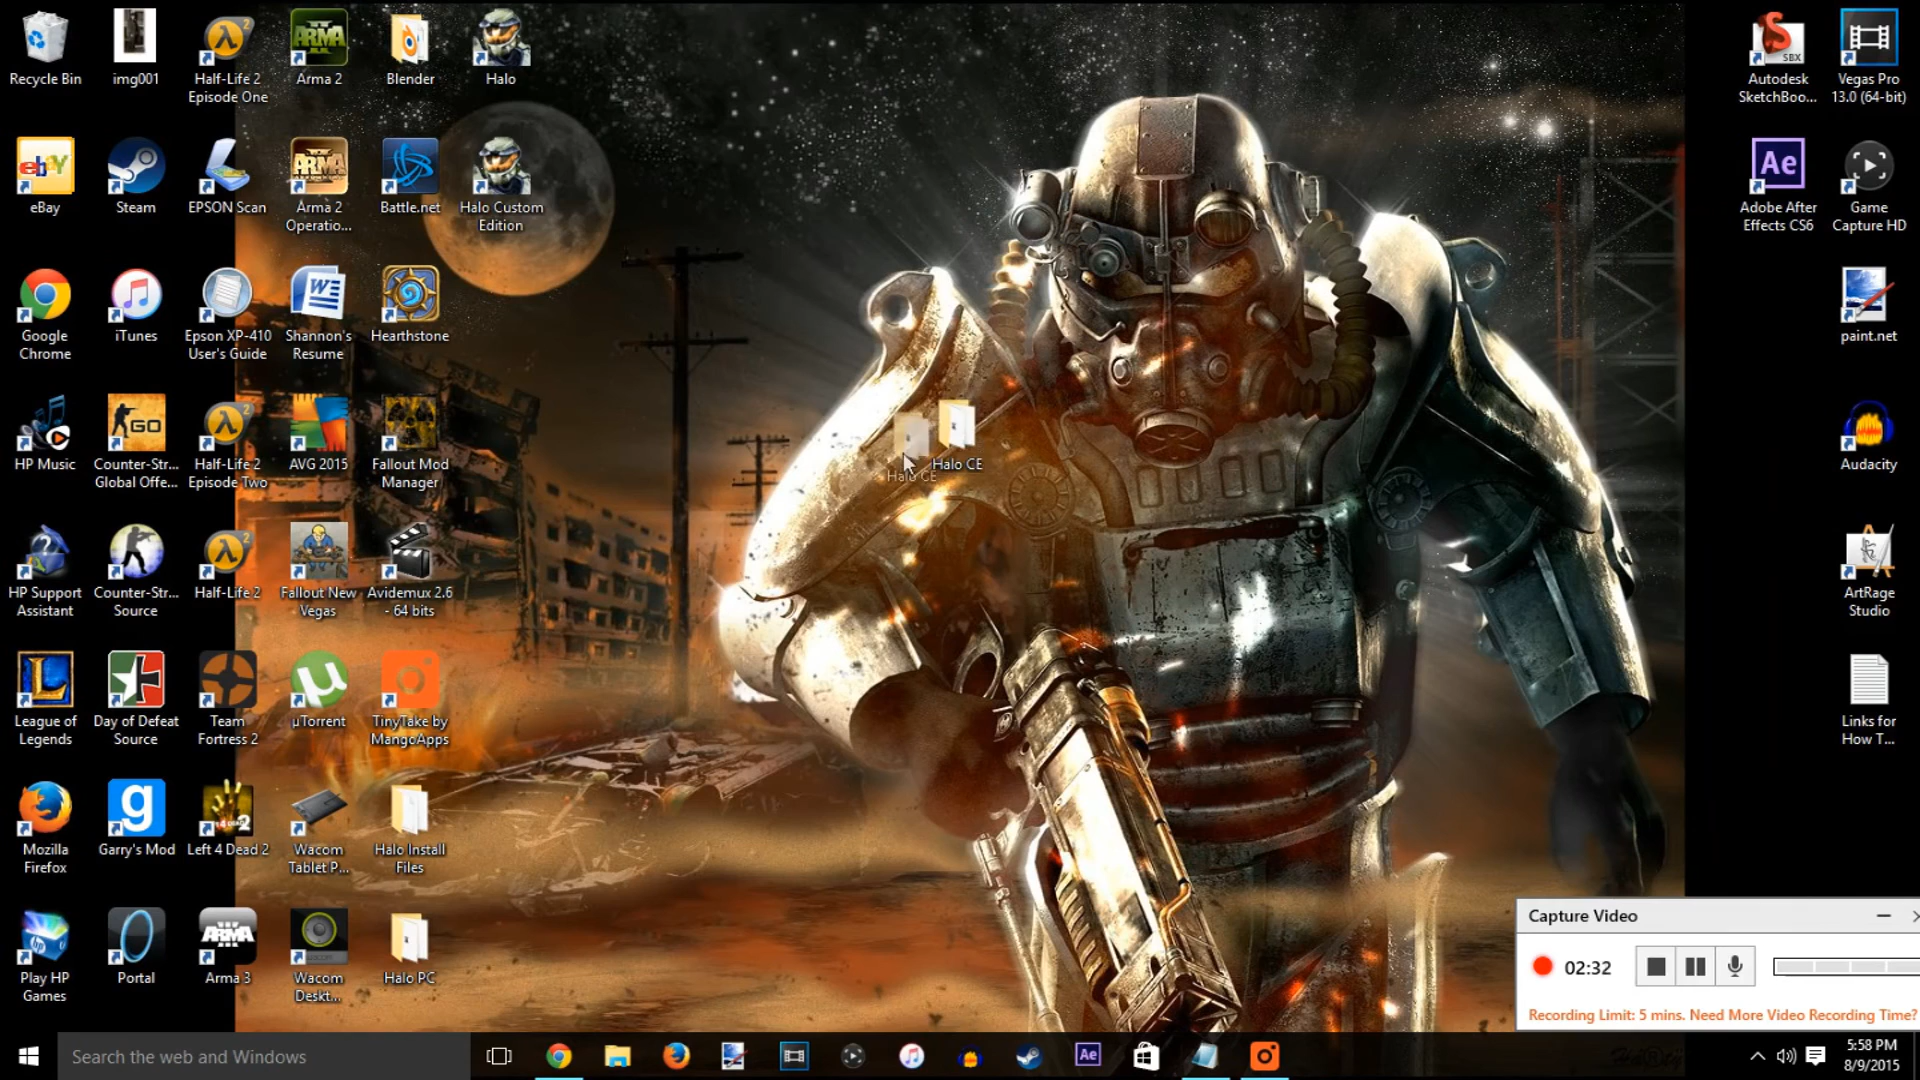 Recycle Bin
img001
Half-Life 2
Episode One
Arma 2
Blender
Halo
Autodesk
SketchBoo...
Vegas Pro
13.0 (64-bit)
eBay
Steam
EPSON Scan
Arma 2
Operatio...
Battle.net
Halo Custom
Edition
Adobe After
Effects CS6
Game
Capture HD
Google
Chrome
iTunes
Epson XP-410
User's Guide
Shannon's
Resume
Hearthstone
paint.net
HP Music
Counter-Str...
Global Offe...
Half-Life 2
Episode Two
AVG 2015
Fallout Mod
Manager
Halo CE
Halo CE
Audacity
HP Support
Assistant
Counter-Str...
Source
Half-Life 2
Fallout New
Vegas
Avidemux 2.6
- 64 bits
ArtRage
Studio
League of
Legends
Day of Defeat
Source
Team
Fortress 2
µTorrent
TinyTake by
MangoApps
Links for
How T...
Mozilla
Firefox
Garry's Mod
Left 4 Dead 2
Wacom
Tablet P...
Halo Install
Files
Play HP
Games
Portal
Arma 3
Wacom
Deskt...
Halo PC
Capture Video
02:32
Recording Limit: 5 mins. Need More Video Recording Time?
Search the web and Windows
5:58 PM
8/9/2015